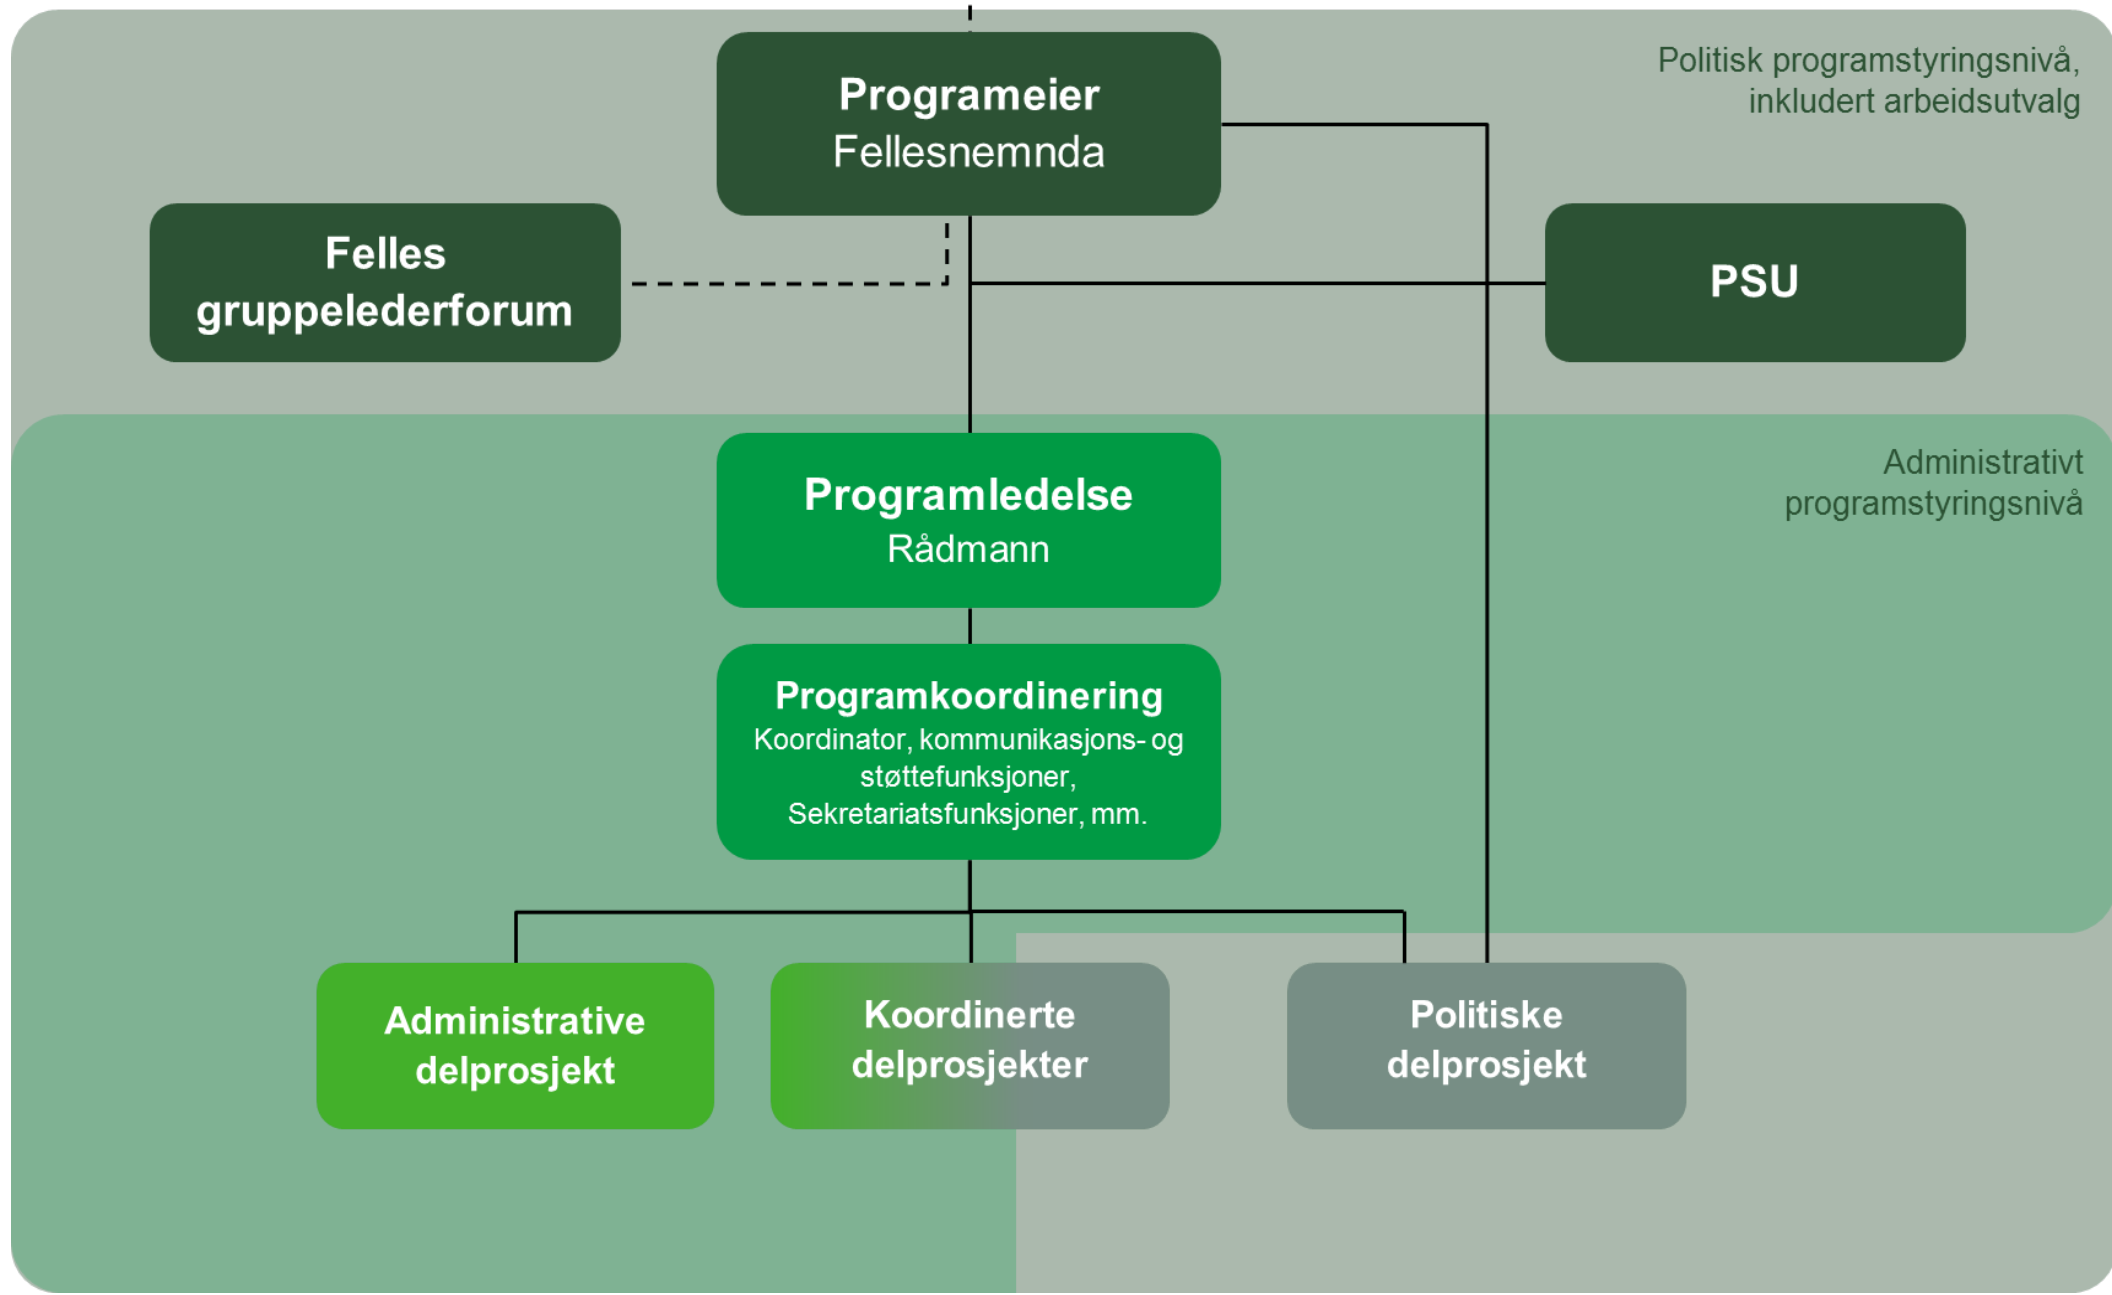 Politisk programstyringsnivå,
inkludert arbeidsutvalg
Programeier
Fellesnemnda
Felles
gruppelederforum
PSU
Administrativt
programstyringsnivå
Programledelse
Rådmann
Programkoordinering
Koordinator, kommunikasjons- og
støttefunksjoner,
Sekretariatsfunksjoner, mm.
Administrative
delprosjekt
Koordinerte
delprosjekter
Politiske
delprosjekt